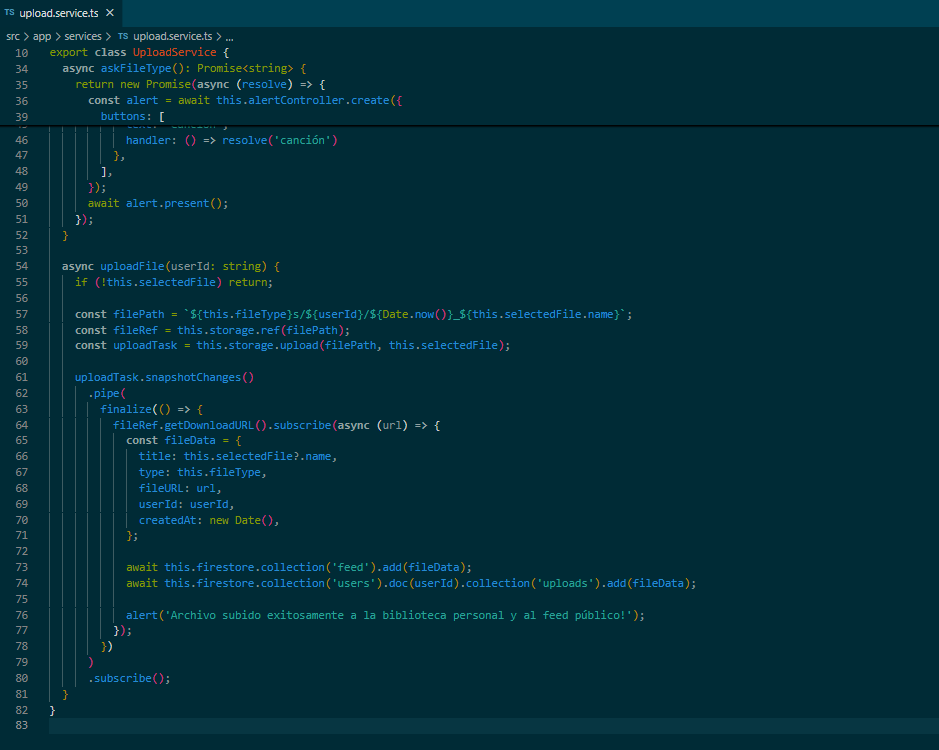 TS upload.service.ts ×
src > app > services > TS upload.service.ts > ...
10 export class UploadService {
34 async askFileType(): Promise<string> {
35 return new Promise(async (resolve) => {
36 const alert = await this.alertController.create({
39 buttons: [
46 handler: () => resolve('canción')
47 },
48 ],
49 });
50 await alert.present();
51 });
52 }
53
54 async uploadFile(userId: string) {
55 if (!this.selectedFile) return;
56
57 const filePath = `${this.fileType}s/${userId}/${Date.now()}_${this.selectedFile.name}`;
58 const fileRef = this.storage.ref(filePath);
59 const uploadTask = this.storage.upload(filePath, this.selectedFile);
60
61 uploadTask.snapshotChanges()
62 .pipe(
63 finalize(() => {
64 fileRef.getDownloadURL().subscribe(async (url) => {
65 const fileData = {
66 title: this.selectedFile?.name,
67 type: this.fileType,
68 fileURL: url,
69 userId: userId,
70 createdAt: new Date(),
71 };
72
73 await this.firestore.collection('feed').add(fileData);
74 await this.firestore.collection('users').doc(userId).collection('uploads').add(fileData);
75
76 alert('Archivo subido exitosamente a la biblioteca personal y al feed público!');
77 });
78 })
79 )
80 .subscribe();
81 }
82 }
83